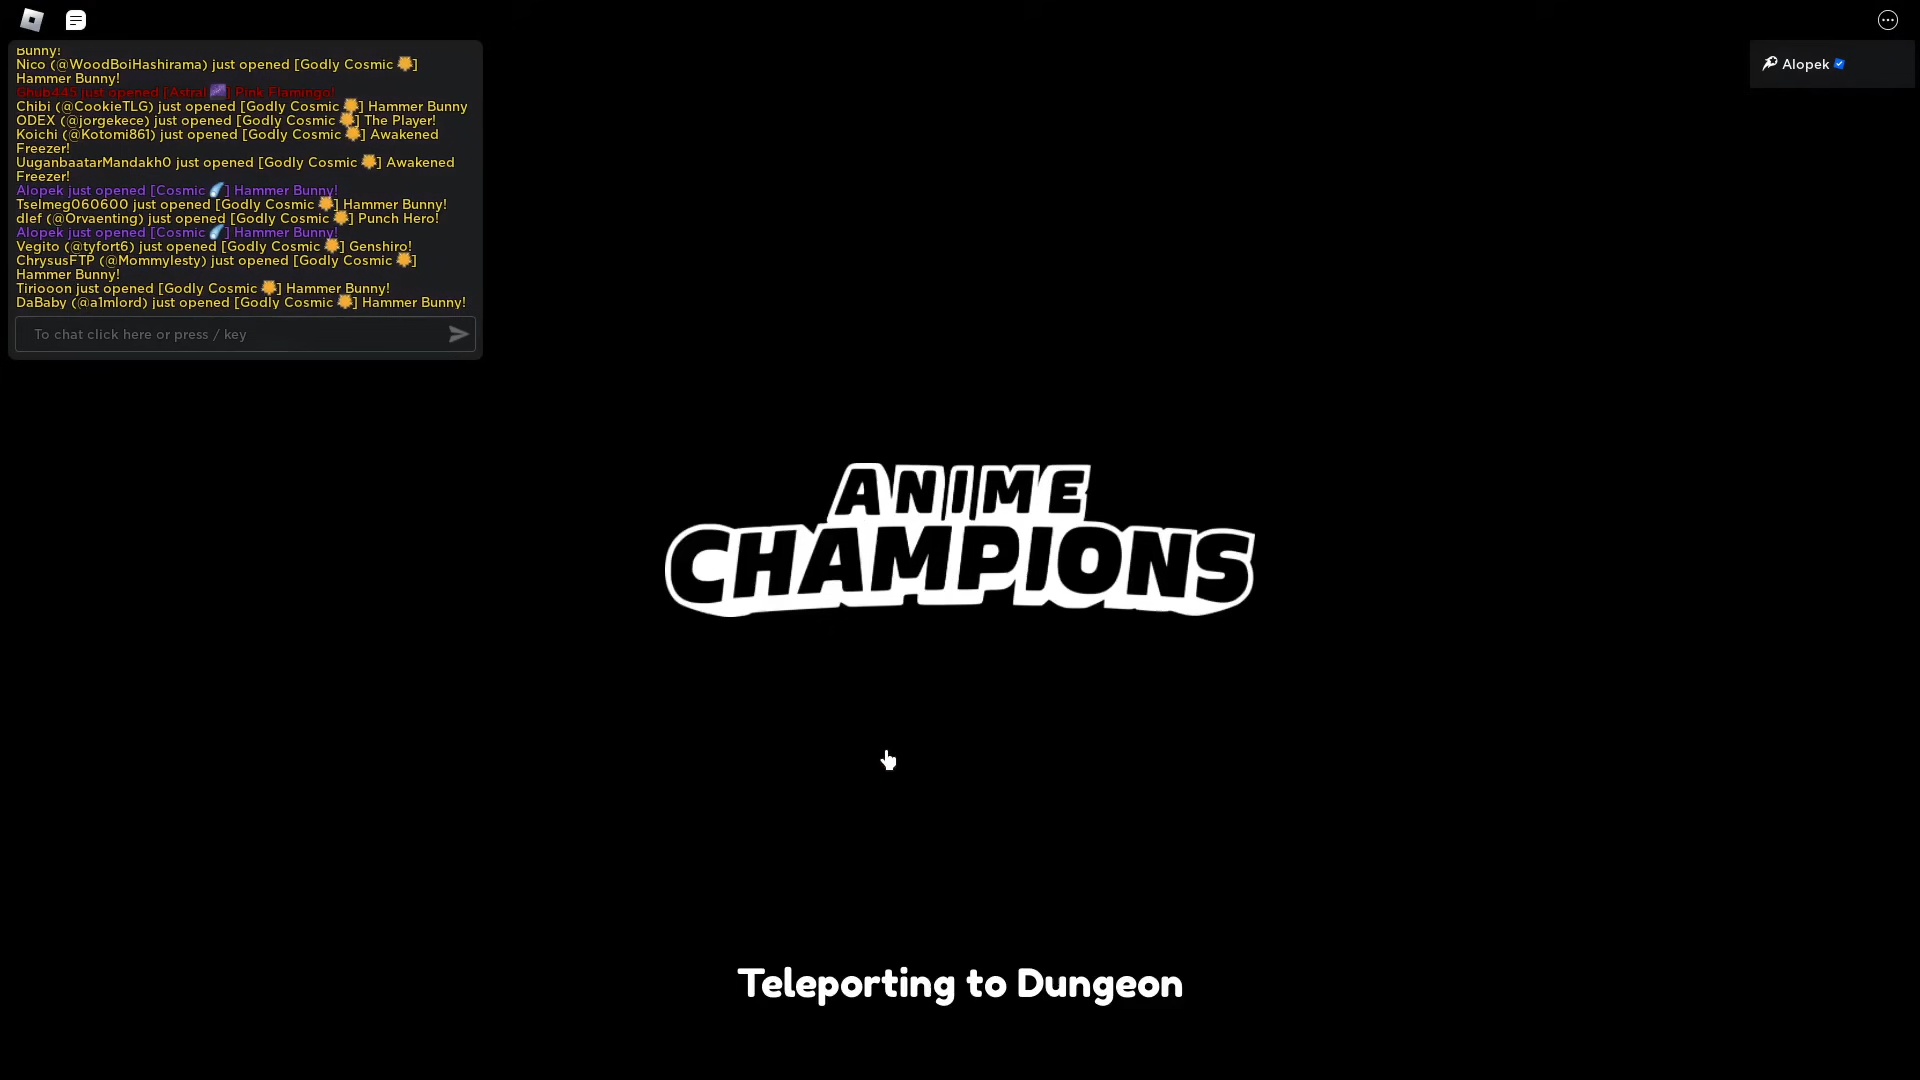 Bunny!
Nico (@WoodBoiHashirama) just opened [Godly Cosmic ]
Hammer Bunny!
Ghub445 just opened [Astral ] Pink Flamingo!
Chibi (@CookieTLG) just opened [Godly Cosmic ] Hammer Bunny
ODEX (@jorgekece) just opened [Godly Cosmic ] The Player!
Koichi (@Kotomi861) just opened [Godly Cosmic ] Awakened
Freezer!
UuganbaatarMandakh0 just opened [Godly Cosmic ] Awakened
Freezer!
Alopek just opened [Cosmic ] Hammer Bunny!
Tselmeg060600 just opened [Godly Cosmic ] Hammer Bunny!
dlef (@Orvaenting) just opened [Godly Cosmic ] Punch Hero!
Alopek just opened [Cosmic ] Hammer Bunny!
Vegito (@tyfort6) just opened [Godly Cosmic ] Genshiro!
ChrysusFTP (@Mommylesty) just opened [Godly Cosmic ]
Hammer Bunny!
Tiriooon just opened [Godly Cosmic ] Hammer Bunny!
DaBaby (@a1mlord) just opened [Godly Cosmic ] Hammer Bunny!
To chat click here or press / key
Alopek
ANIME
CHAMPIONS
Teleporting to Dungeon